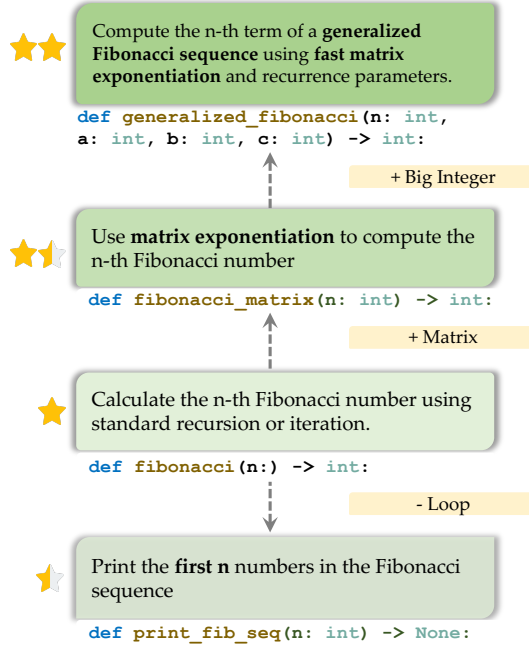 Compute the n-th term of a generalized
Fibonacci sequence using fast matrix
exponentiation and recurrence parameters.
def generalized_fibonacci(n: int,
a: int, b: int, c: int) -> int:
+ Big Integer
Use matrix exponentiation to compute the
n-th Fibonacci number
def fibonacci_matrix(n: int) -> int:
+ Matrix
Calculate the n-th Fibonacci number using
standard recursion or iteration.
def fibonacci(n:) -> int:
- Loop
Print the first n numbers in the Fibonacci
sequence
def print_fib_seq(n: int) -> None: